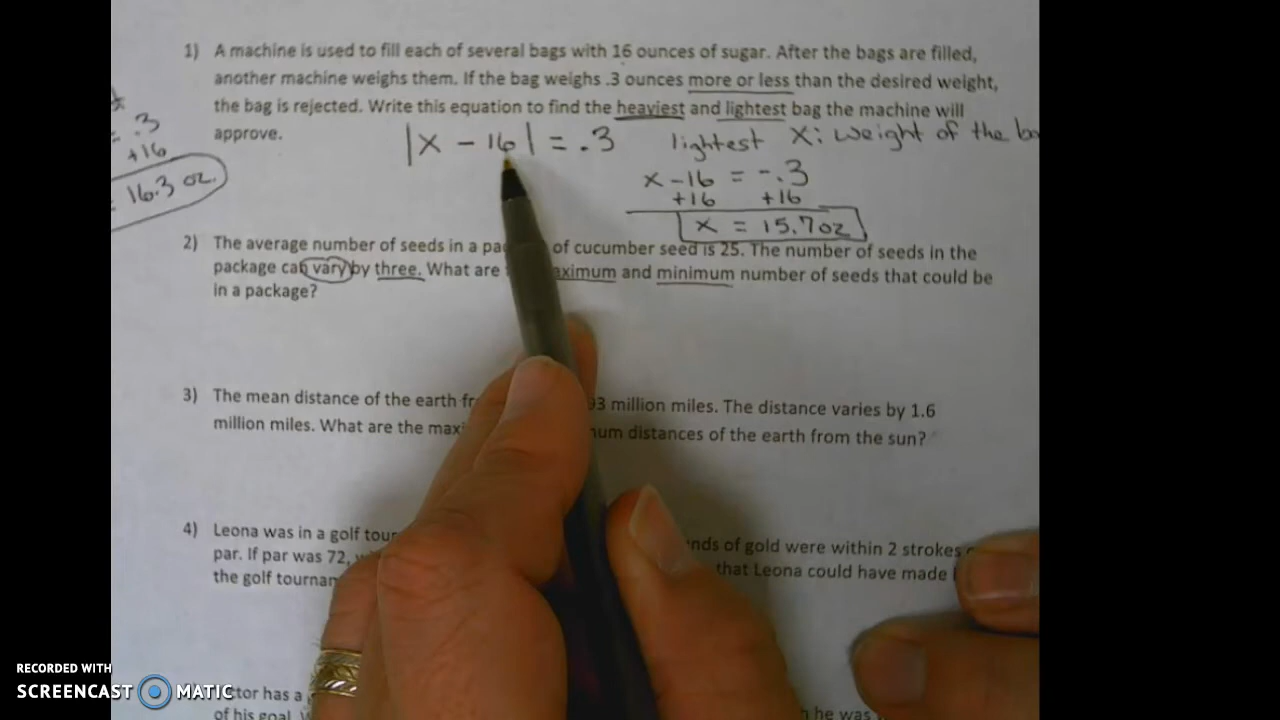 1) A machine is used to fill each of several bags with 16 ounces of sugar. After the bags are filled,
another machine weighs them. If the bag weighs .3 ounces more or less than the desired weight,
the bag is rejected. Write this equation to find the heaviest and lightest bag the machine will
approve.
|x - 16| = .3
lightest x: weight of the
x - 16 = -.3
+16 +16
x = 15.7oz
= .3
+16
= 16.3 oz.
2) The average number of seeds in a of cucumber seed is 25. The number of seeds in the
package can vary by three. What are and minimum number of seeds that could be
in a package?
3) The mean distance of the earth 93 million miles. The distance varies by 1.6
million miles. What are the distances of the earth from the sun?
4) Leona was in a golf of gold were within 2 strokes
par. If par was 72, that Leona could have made
the golf
has a
of his goal. he was
RECORDED WITH
SCREENCAST MATIC